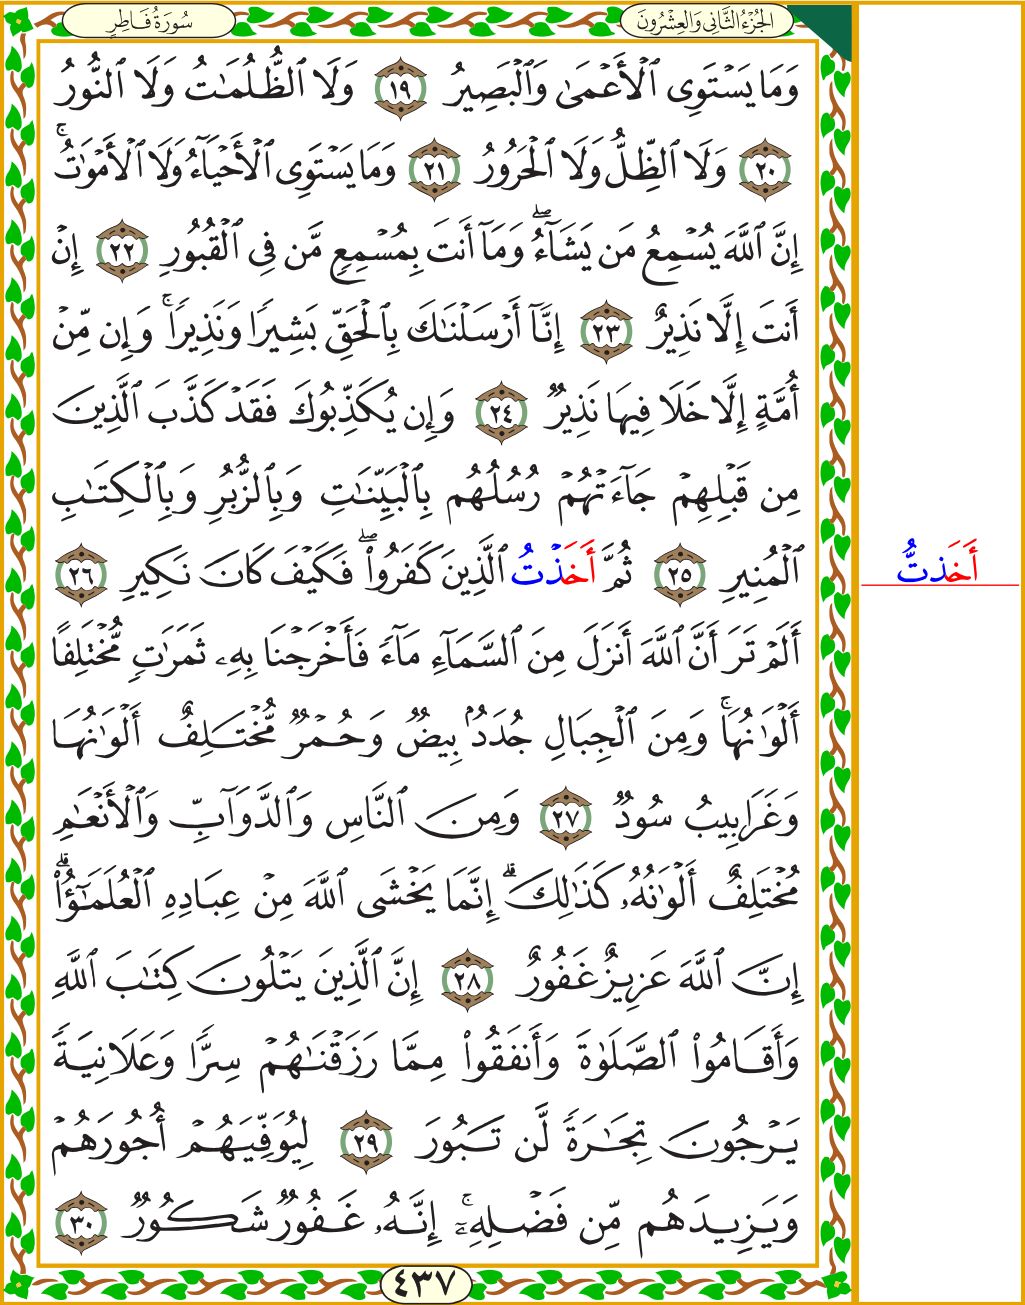 الجُزْءُ الثَّانِي وَالعِشْرُونَ
سُورَةُ فَاطِرٍ
وَمَا يَسْتَوِى ٱلْأَعْمَىٰ وَٱلْبَصِيرُ ١٩ وَلَا ٱلظُّلُمَٰتُ وَلَا ٱلنُّورُ
٢٠ وَلَا ٱلظِّلُّ وَلَا ٱلْحَرُورُ ٢١ وَمَا يَسْتَوِى ٱلْأَحْيَآءُ وَلَا ٱلْأَمْوَٰتُ ۚ
إِنَّ ٱللَّهَ يُسْمِعُ مَن يَشَآءُ ۖ وَمَآ أَنتَ بِمُسْمِعٍ مَّن فِى ٱلْقُبُورِ ٢٢ إِنْ
أَنتَ إِلَّا نَذِيرٌ ٢٣ إِنَّآ أَرْسَلْنَٰكَ بِٱلْحَقِّ بَشِيرًا وَنَذِيرًا ۚ وَإِن مِّنْ
أُمَّةٍ إِلَّا خَلَا فِيهَا نَذِيرٌ ٢٤ وَإِن يُكَذِّبُوكَ فَقَدْ كَذَّبَ ٱلَّذِينَ
مِن قَبْلِهِمْ جَآءَتْهُمْ رُسُلُهُم بِٱلْبَيِّنَٰتِ وَبِٱلزُّبُرِ وَبِٱلْكِتَٰبِ
ٱلْمُنِيرِ ٢٥ ثُمَّ أَخَذْتُ ٱلَّذِينَ كَفَرُوا۟ ۖ فَكَيْفَ كَانَ نَكِيرِ ٢٦
أَخَذتُّ
أَلَمْ تَرَ أَنَّ ٱللَّهَ أَنزَلَ مِنَ ٱلسَّمَآءِ مَآءً فَأَخْرَجْنَا بِهِۦ ثَمَرَٰتٍ مُّخْتَلِفًا
أَلْوَٰنُهَا ۚ وَمِنَ ٱلْجِبَالِ جُدَدٌۢ بِيضٌ وَحُمْرٌ مُّخْتَلِفٌ أَلْوَٰنُهَا
وَغَرَابِيبُ سُودٌ ٢٧ وَمِنَ ٱلنَّاسِ وَٱلدَّوَآبِّ وَٱلْأَنْعَٰمِ
مُخْتَلِفٌ أَلْوَٰنُهُۥ كَذَٰلِكَ ۗ إِنَّمَا يَخْشَى ٱللَّهَ مِنْ عِبَادِهِ ٱلْعُلَمَٰٓؤُا۟ ۗ
إِنَّ ٱللَّهَ عَزِيزٌ غَفُورٌ ٢٨ إِنَّ ٱلَّذِينَ يَتْلُونَ كِتَٰبَ ٱللَّهِ
وَأَقَامُوا۟ ٱلصَّلَوٰةَ وَأَنفَقُوا۟ مِمَّا رَزَقْنَٰهُمْ سِرًّا وَعَلَانِيَةً
يَرْجُونَ تِجَٰرَةً لَّن تَبُورَ ٢٩ لِيُوَفِّيَهُمْ أُجُورَهُمْ
وَيَزِيدَهُم مِّن فَضْلِهِۦٓ ۚ إِنَّهُۥ غَفُورٌ شَكُورٌ ٣٠
٤٣٧